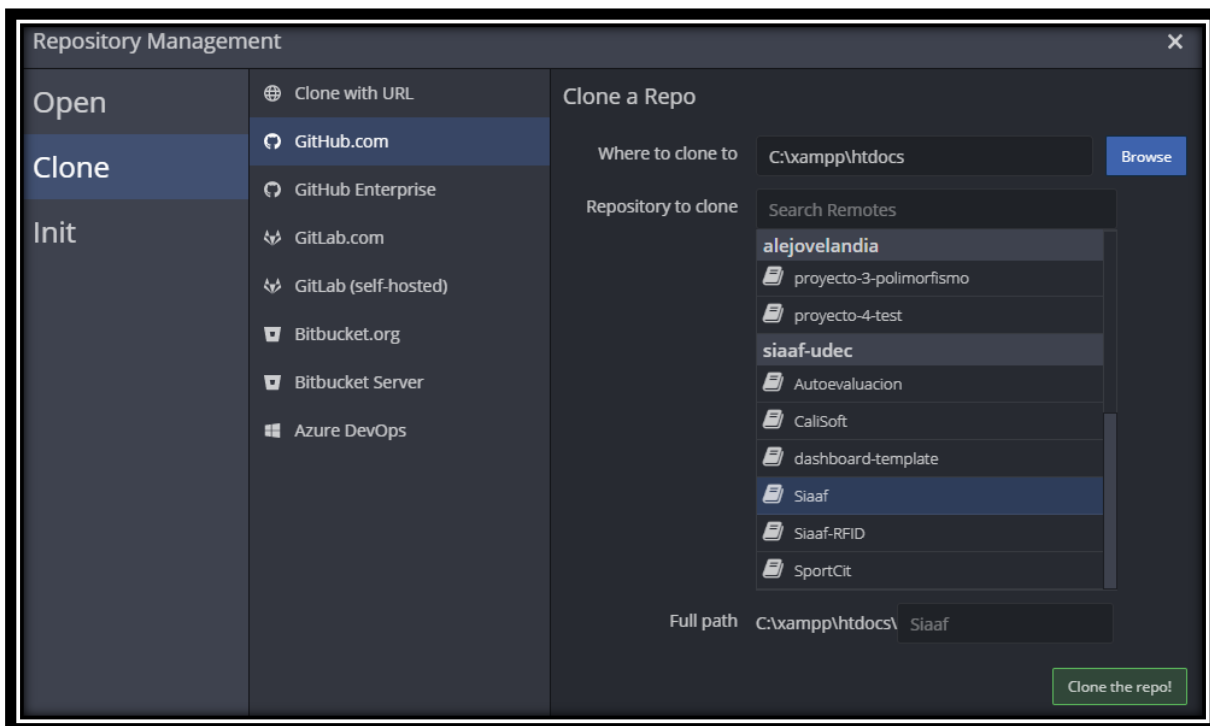 Repository Management
Open
Clone
Init
Clone with URL
GitHub.com
GitHub Enterprise
GitLab.com
GitLab (self-hosted)
Bitbucket.org
Bitbucket Server
Azure DevOps
Clone a Repo
Where to clone to C:\xampp\htdocs Browse
Repository to clone Search Remotes
alejovelandia
proyecto-3-polimorfismo
proyecto-4-test
siaaf-udec
Autoevaluacion
CaliSoft
dashboard-template
Siaaf
Siaaf-RFID
SportCit
Full path C:\xampp\htdocs\ Siaaf
Clone the repo!